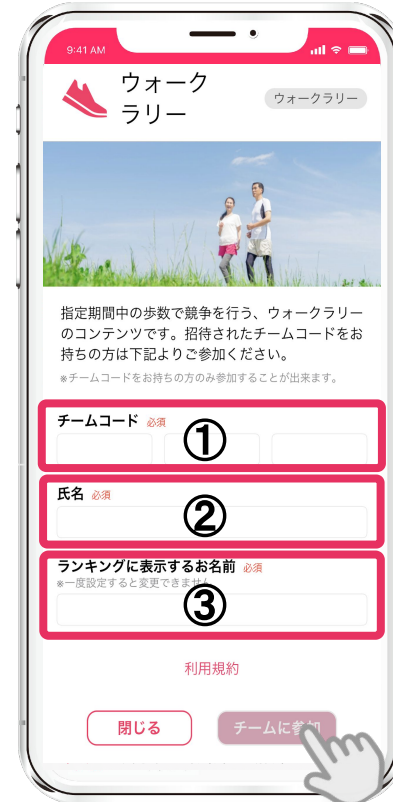 9:41 AM
ウォーク
ラリー
ウォークラリー
指定期間中の歩数で競争を行う、ウォークラリー
のコンテンツです。招待されたチームコードをお
持ちの方は下記よりご参加ください。
※チームコードをお持ちの方のみ参加することが出来ます。
チームコード 必須
①
氏名 必須
②
ランキングに表示するお名前 必須
※一度設定すると変更できません
③
利用規約
閉じる
チームに参加